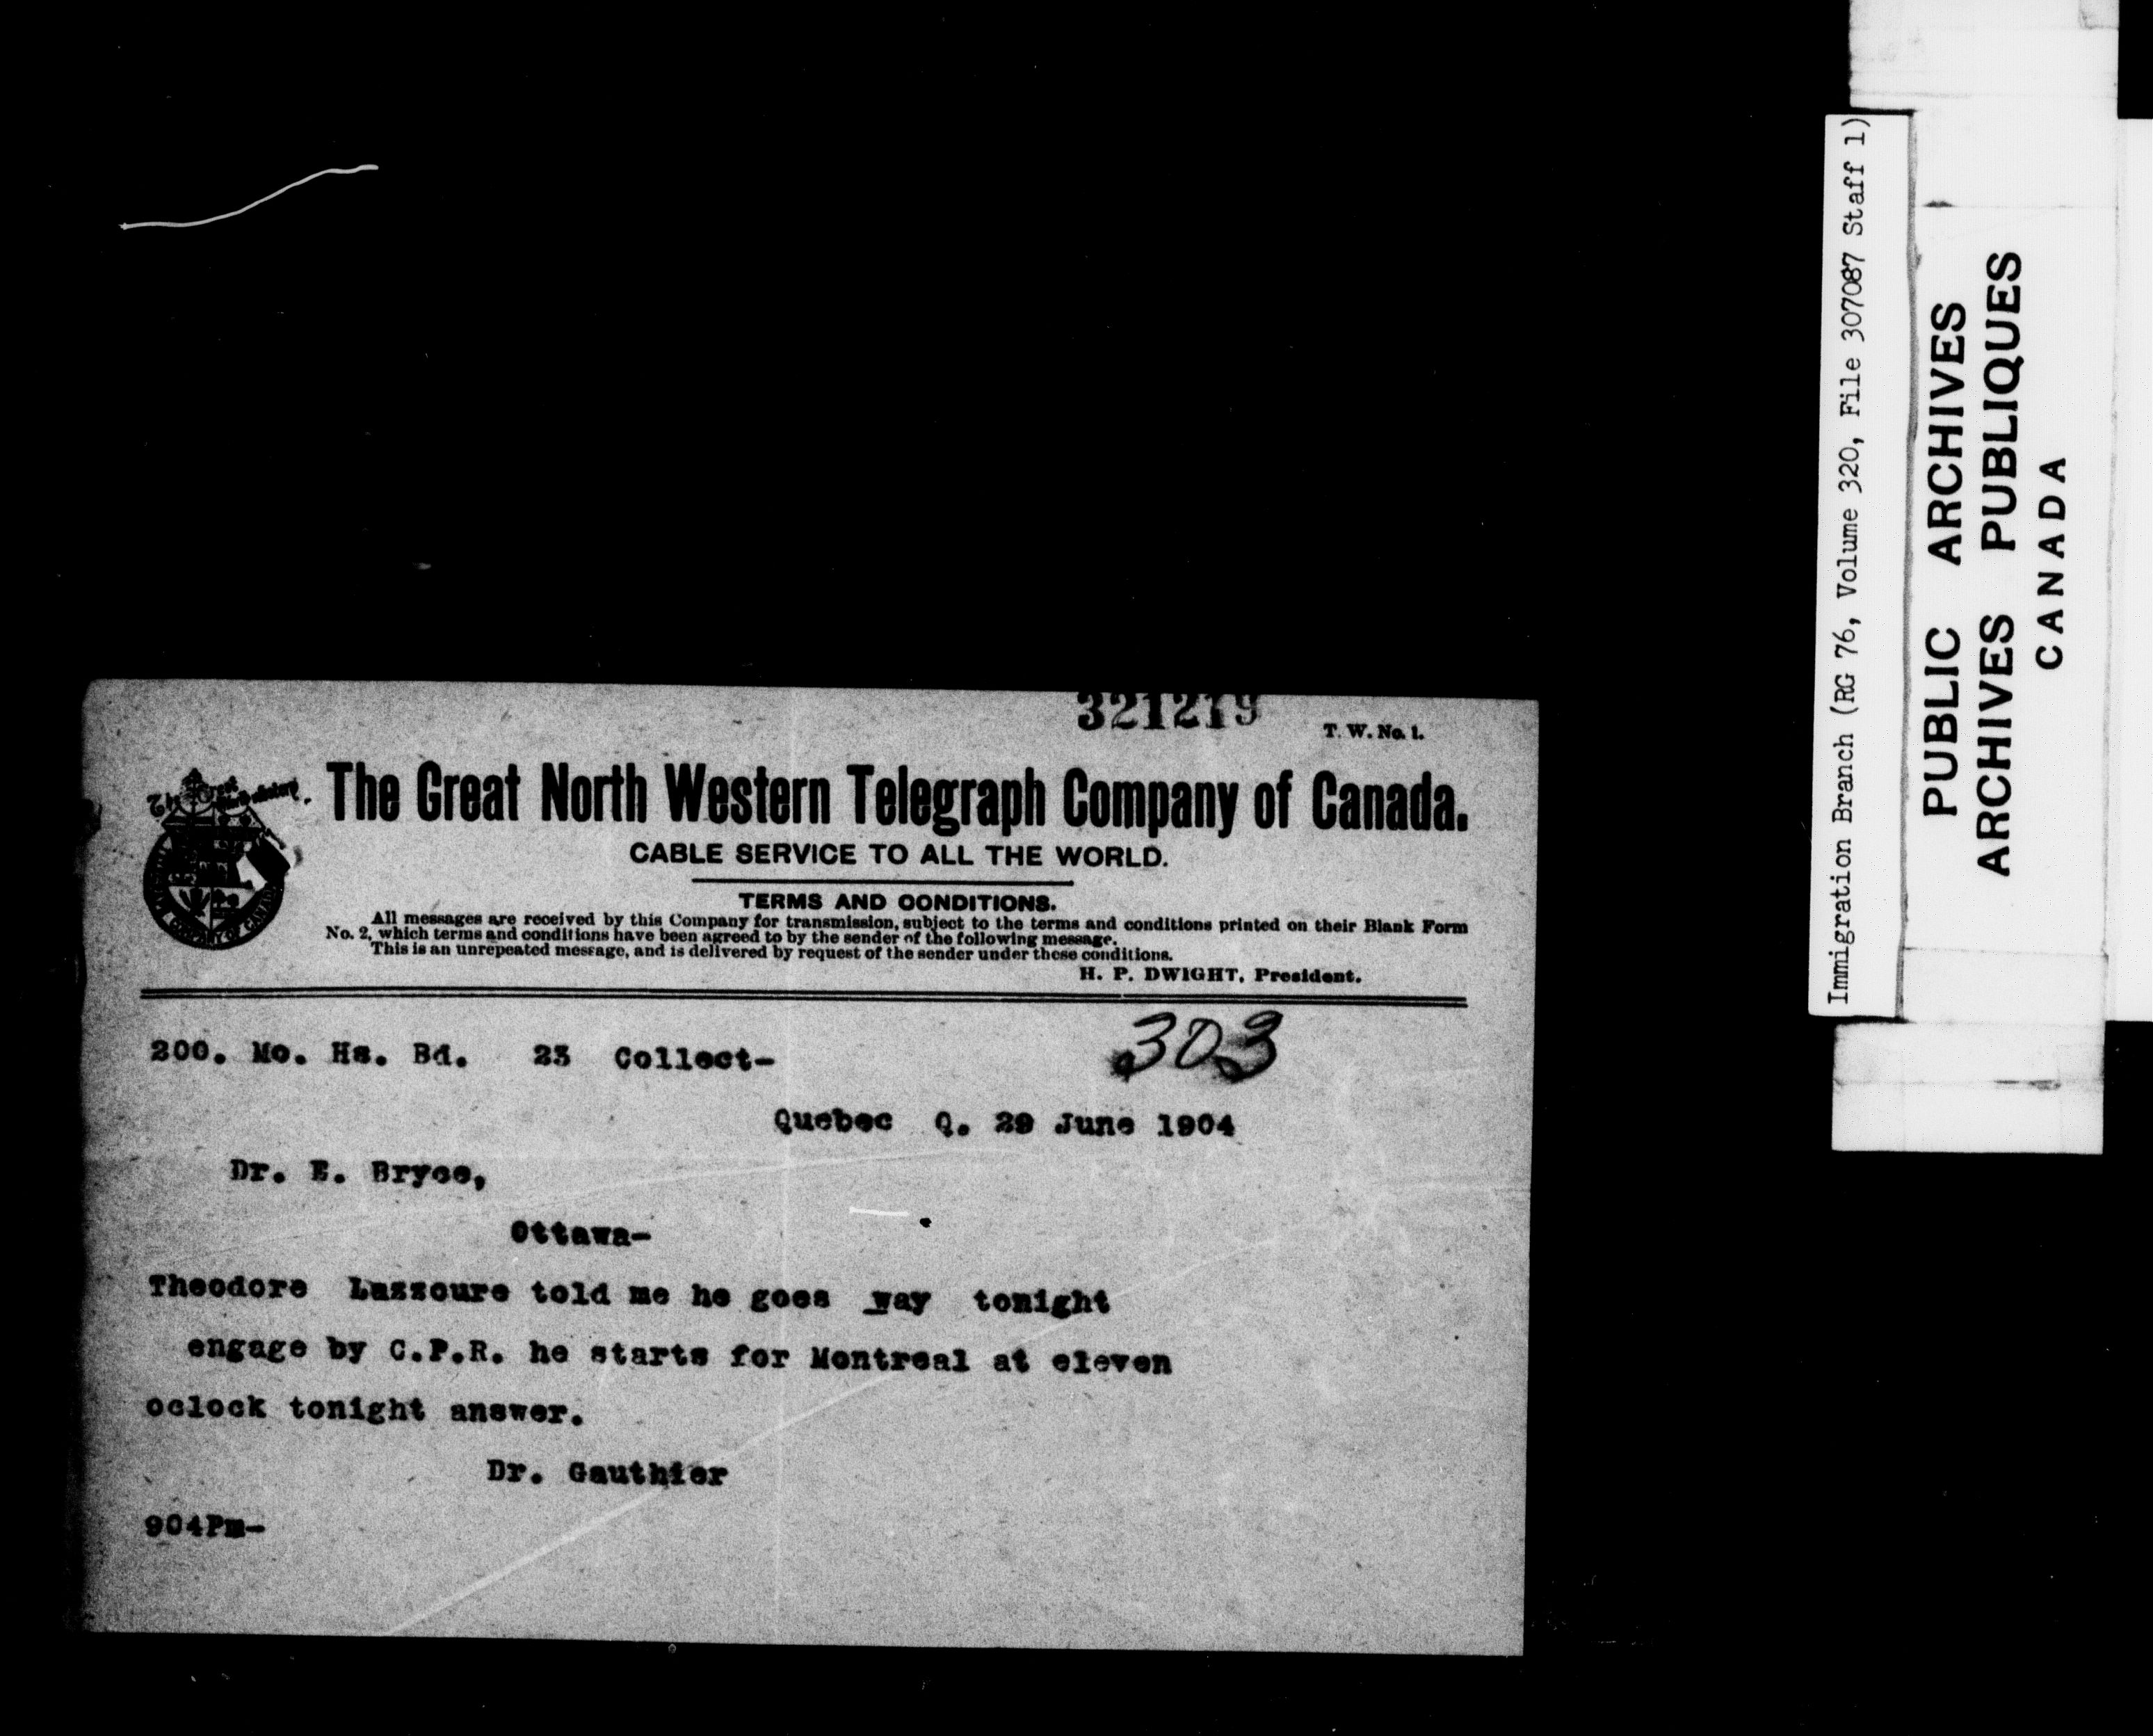 321279
T. W. No. 1.
The Great North Western Telegraph Company of Canada.
CABLE SERVICE TO ALL THE WORLD.
TERMS AND CONDITIONS.
All messages are received by this Company for transmission, subject to the terms and conditions printed on their Blank Form
No. 2, which terms and conditions have been agreed to by the sender of the following message.
This is an unrepeated message, and is delivered by request of the sender under these conditions.
H. P. DWIGHT, President.
303
200. Mo. Hs. Bd. 23 Collect-
Quebec Q. 29 June 1904
Dr. E. Bryce,
Ottawa-
Theodore Lazzoure told me he goes way tonight
engage by C.P.R. he starts for Montreal at eleven
oclock tonight answer.
Dr. Gauthier
904Pm-
Immigration Branch (RG 76, Volume 320, File 307087 Staff 1)
PUBLIC ARCHIVES
ARCHIVES PUBLIQUES
CANADA